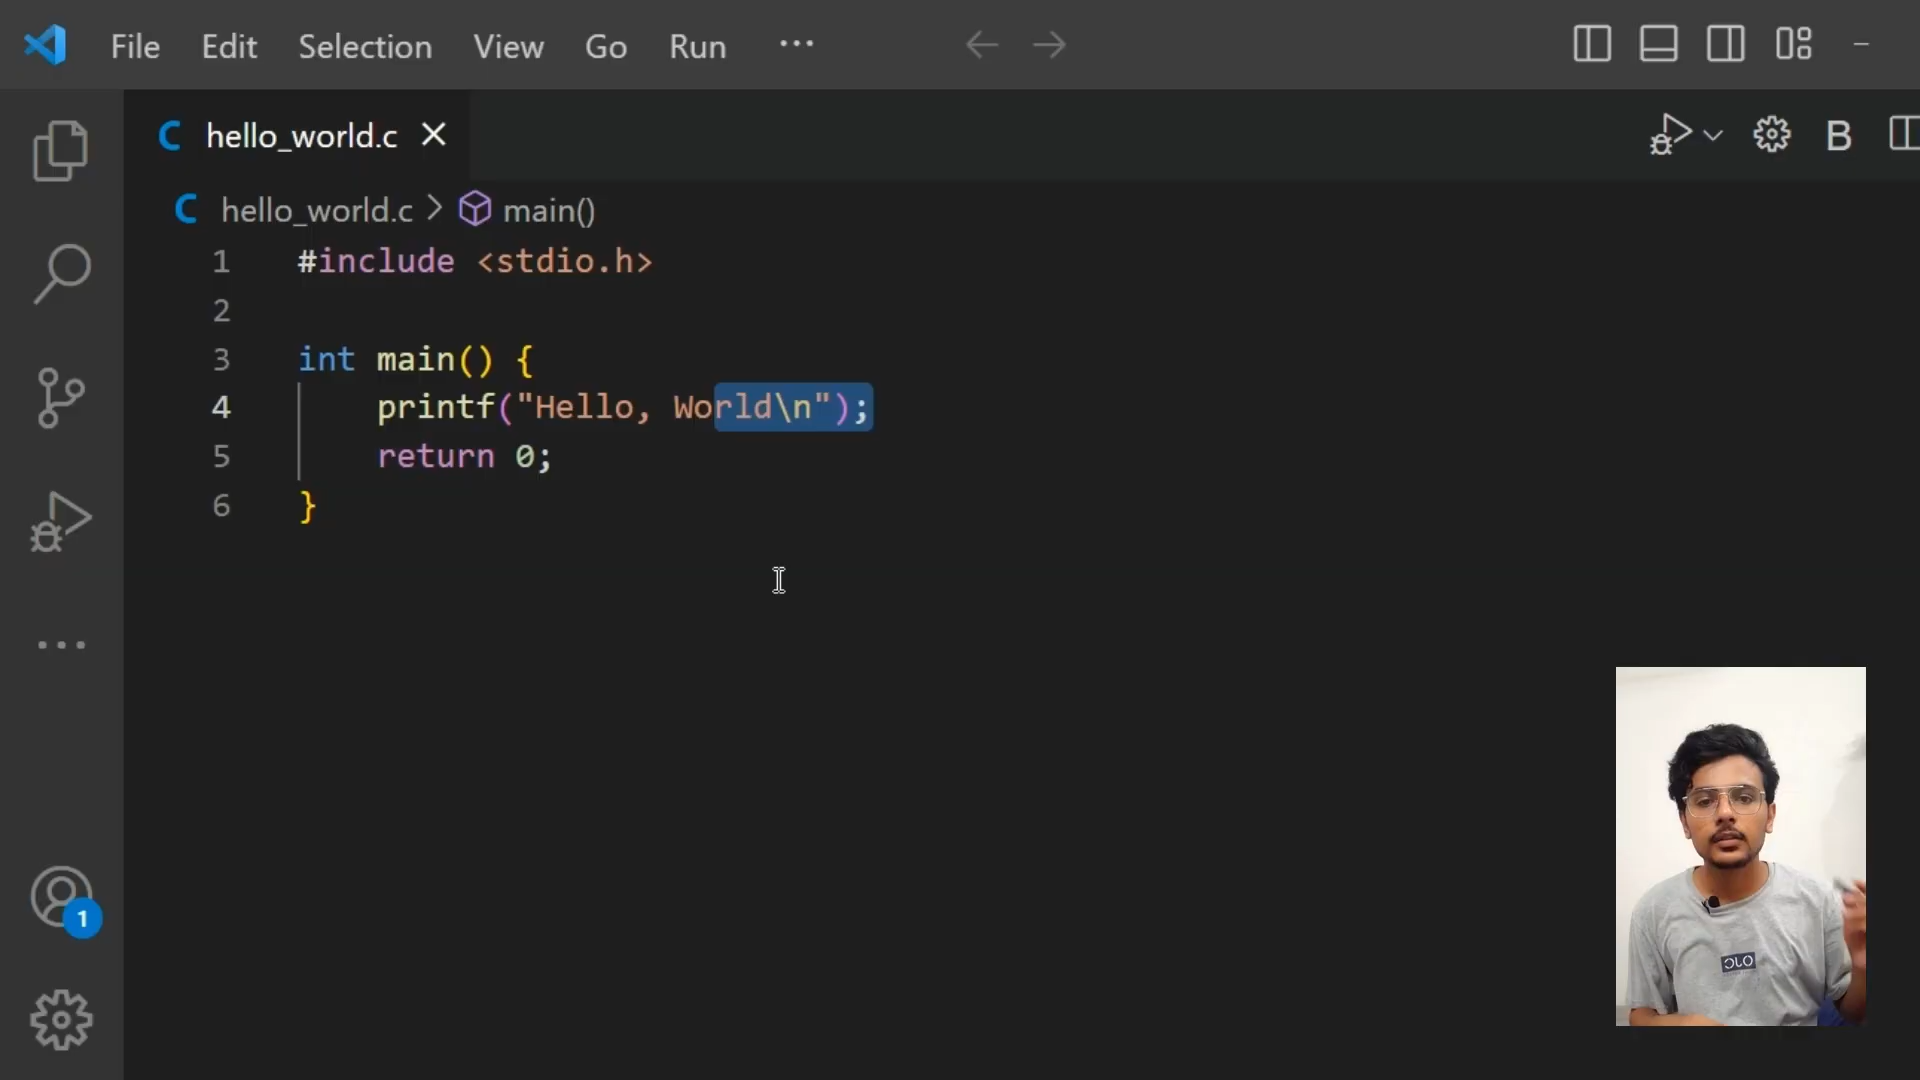 File Edit Selection View Go Run ···
hello_world.c
B
hello_world.c > main()
1 #include <stdio.h>
2
3 int main() {
4     printf("Hello, World\n");
5     return 0;
6 }
1